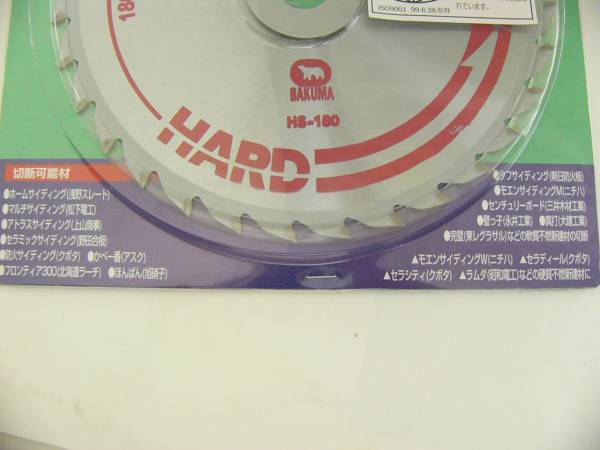 ISO9001 99.6.28取得
れています。
18
BAKUMA
HS-180
HARD
切断可能材
●ホームサイディング(浅野スレート)
●マルチサイディング(松下電工)
●アトラスサイディング(上山商事)
●セラミックサイディング(野田合板)
●防火サイディング(クボタ) ●かべ一番(アスク)
●フロンティア300(北海道ラーチ) ●ほんばん(旭硝子)
●タフサイディング(朝日防火板)
●モエンサイディングM(ニチハ)
●センチュリーボード(三井木材工業)
●壁っ子(永井工業) ●真打(大建工業)
●完璧(東レグラサル)などの軟質不燃新建材の切断
▲モエンサイディングW(ニチハ) ▲セラディール(クボタ)
▲セラシティ(クボタ) ▲ラムダ(昭和電工)などの硬質不燃新建材に